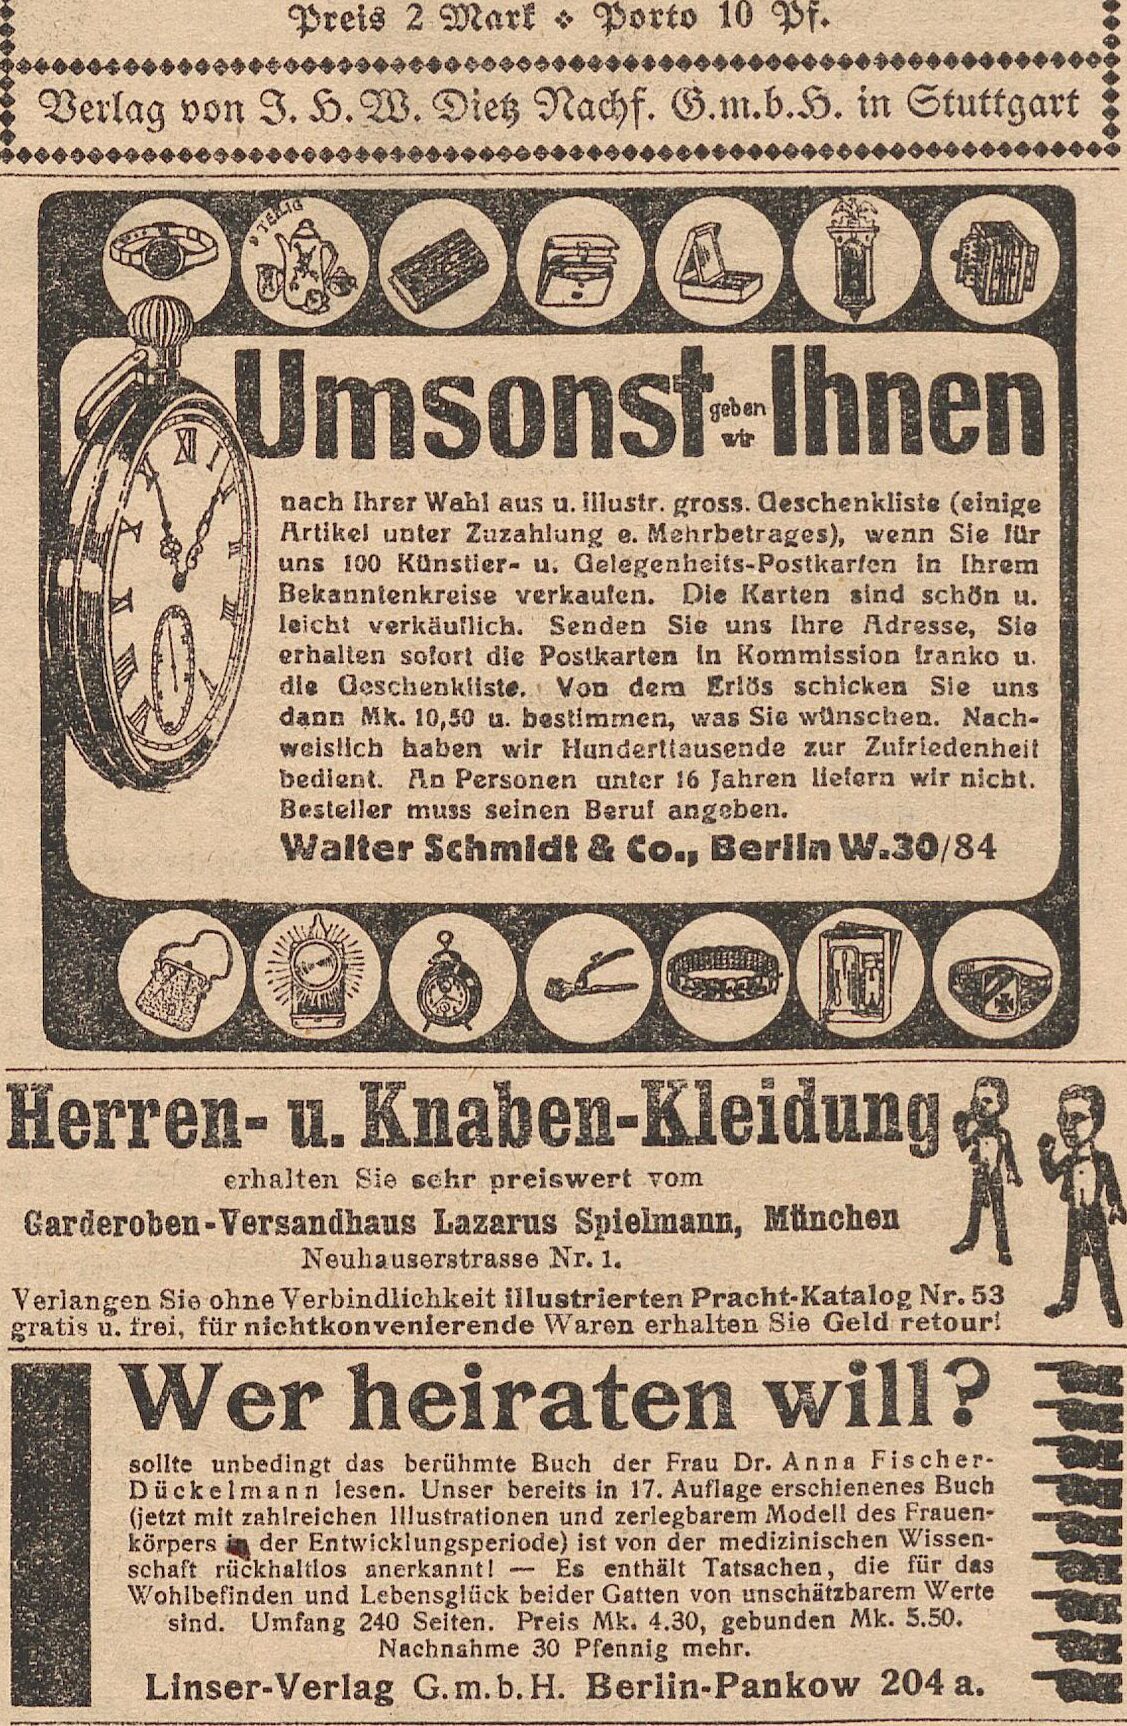 Preis 2 Mark ❖ Porto 10 Pf.
Verlag von J. H. W. Dietz Nachf. G.m.b.H. in Stuttgart
9 TEILIG
Umsonst geben wir Ihnen
nach Ihrer Wahl aus u. illustr. gross. Geschenkliste (einige
Artikel unter Zuzahlung e. Mehrbetrages), wenn Sie für
uns 100 Künstler- u. Gelegenheits-Postkarten in Ihrem
Bekanntenkreise verkaufen. Die Karten sind schön u.
leicht verkäuflich. Senden Sie uns Ihre Adresse, Sie
erhalten sofort die Postkarten in Kommission franko u.
die Geschenkliste. Von dem Erlös schicken Sie uns
dann Mk. 10,50 u. bestimmen, was Sie wünschen. Nach-
weislich haben wir Hunderttausende zur Zufriedenheit
bedient. An Personen unter 16 Jahren liefern wir nicht.
Besteller muss seinen Beruf angeben.
Walter Schmidt & Co., Berlin W.30/84
Herren- u. Knaben-Kleidung
erhalten Sie sehr preiswert vom
Garderoben-Versandhaus Lazarus Spielmann, München
Neuhauserstrasse Nr. 1.
Verlangen Sie ohne Verbindlichkeit illustrierten Pracht-Katalog Nr. 53
gratis u. frei, für nichtkonvenierende Waren erhalten Sie Geld retour!
Wer heiraten will?
sollte unbedingt das berühmte Buch der Frau Dr. Anna Fischer-
Dückelmann lesen. Unser bereits in 17. Auflage erschienenes Buch
(jetzt mit zahlreichen Illustrationen und zerlegbarem Modell des Frauen-
körpers in der Entwicklungsperiode) ist von der medizinischen Wissen-
schaft rückhaltlos anerkannt! — Es enthält Tatsachen, die für das
Wohlbefinden und Lebensglück beider Gatten von unschätzbarem Werte
sind. Umfang 240 Seiten. Preis Mk. 4.30, gebunden Mk. 5.50.
Nachnahme 30 Pfennig mehr.
Linser-Verlag G.m.b.H. Berlin-Pankow 204 a.